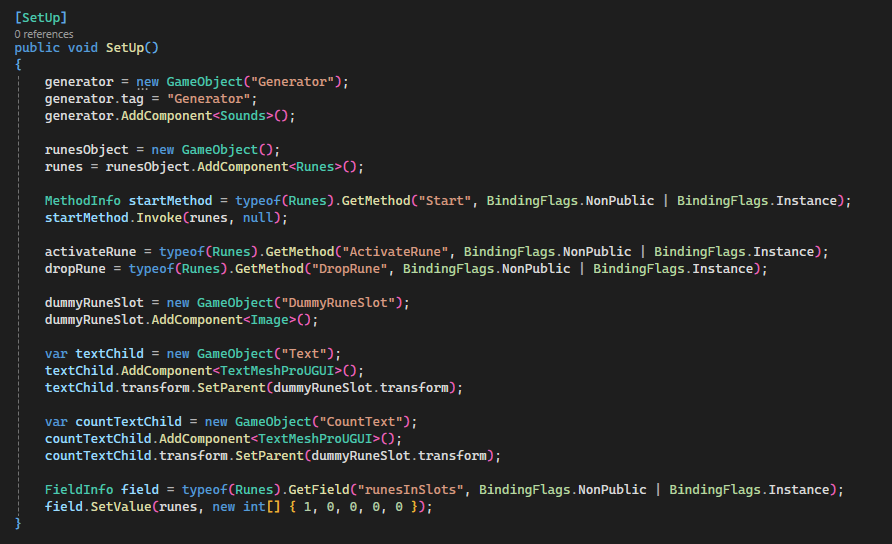 [SetUp]
0 references
public void SetUp()
{
generator = new GameObject("Generator");
generator.tag = "Generator";
generator.AddComponent<Sounds>();
runesObject = new GameObject();
runes = runesObject.AddComponent<Runes>();
MethodInfo startMethod = typeof(Runes).GetMethod("Start", BindingFlags.NonPublic | BindingFlags.Instance);
startMethod.Invoke(runes, null);
activateRune = typeof(Runes).GetMethod("ActivateRune", BindingFlags.NonPublic | BindingFlags.Instance);
dropRune = typeof(Runes).GetMethod("DropRune", BindingFlags.NonPublic | BindingFlags.Instance);
dummyRuneSlot = new GameObject("DummyRuneSlot");
dummyRuneSlot.AddComponent<Image>();
var textChild = new GameObject("Text");
textChild.AddComponent<TextMeshProUGUI>();
textChild.transform.SetParent(dummyRuneSlot.transform);
var countTextChild = new GameObject("CountText");
countTextChild.AddComponent<TextMeshProUGUI>();
countTextChild.transform.SetParent(dummyRuneSlot.transform);
FieldInfo field = typeof(Runes).GetField("runesInSlots", BindingFlags.NonPublic | BindingFlags.Instance);
field.SetValue(runes, new int[] { 1, 0, 0, 0, 0 });
}